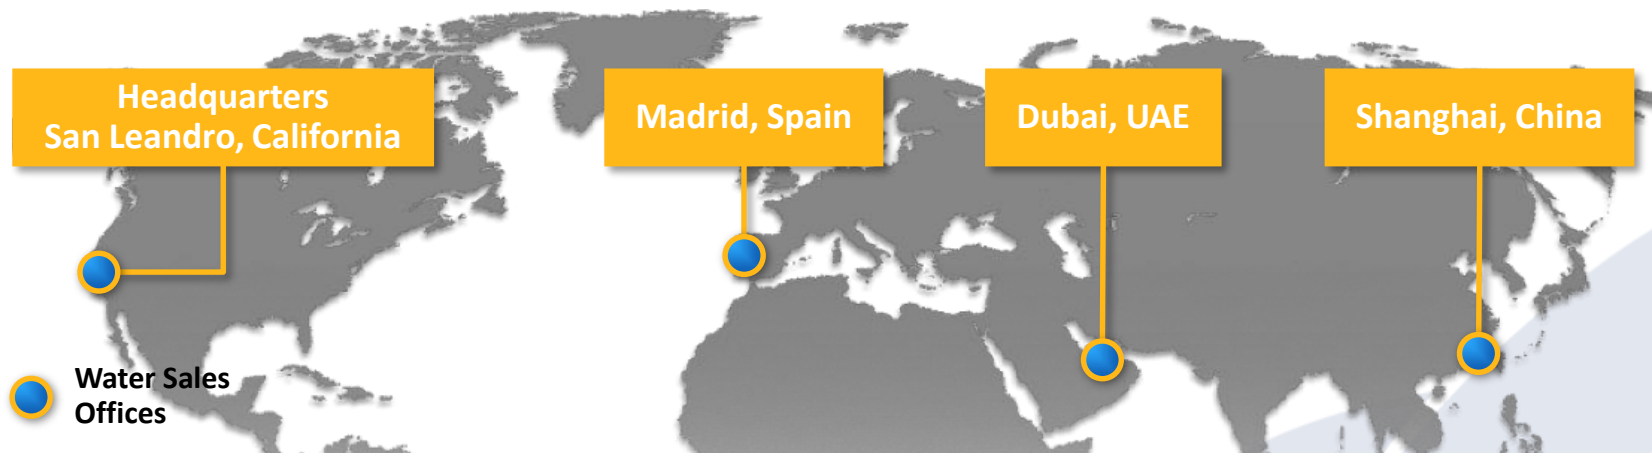 Headquarters
San Leandro, California
Madrid, Spain
Dubai, UAE
Shanghai, China
Water Sales
Offices